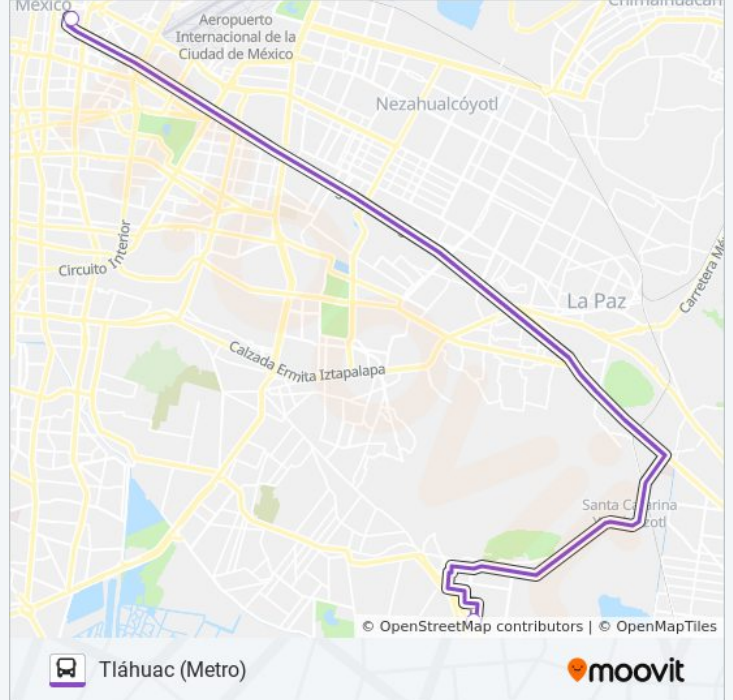 México
Aeropuerto
Internacional de la
Ciudad de México
Chimalhuacán
Nezahualcóyotl
Circuito Interior
La Paz
Carretera Mé
Calzada Ermita Iztapalapa
Santa Catarina
© OpenStreetMap contributors | © OpenMapTiles
Tláhuac (Metro)
moovit